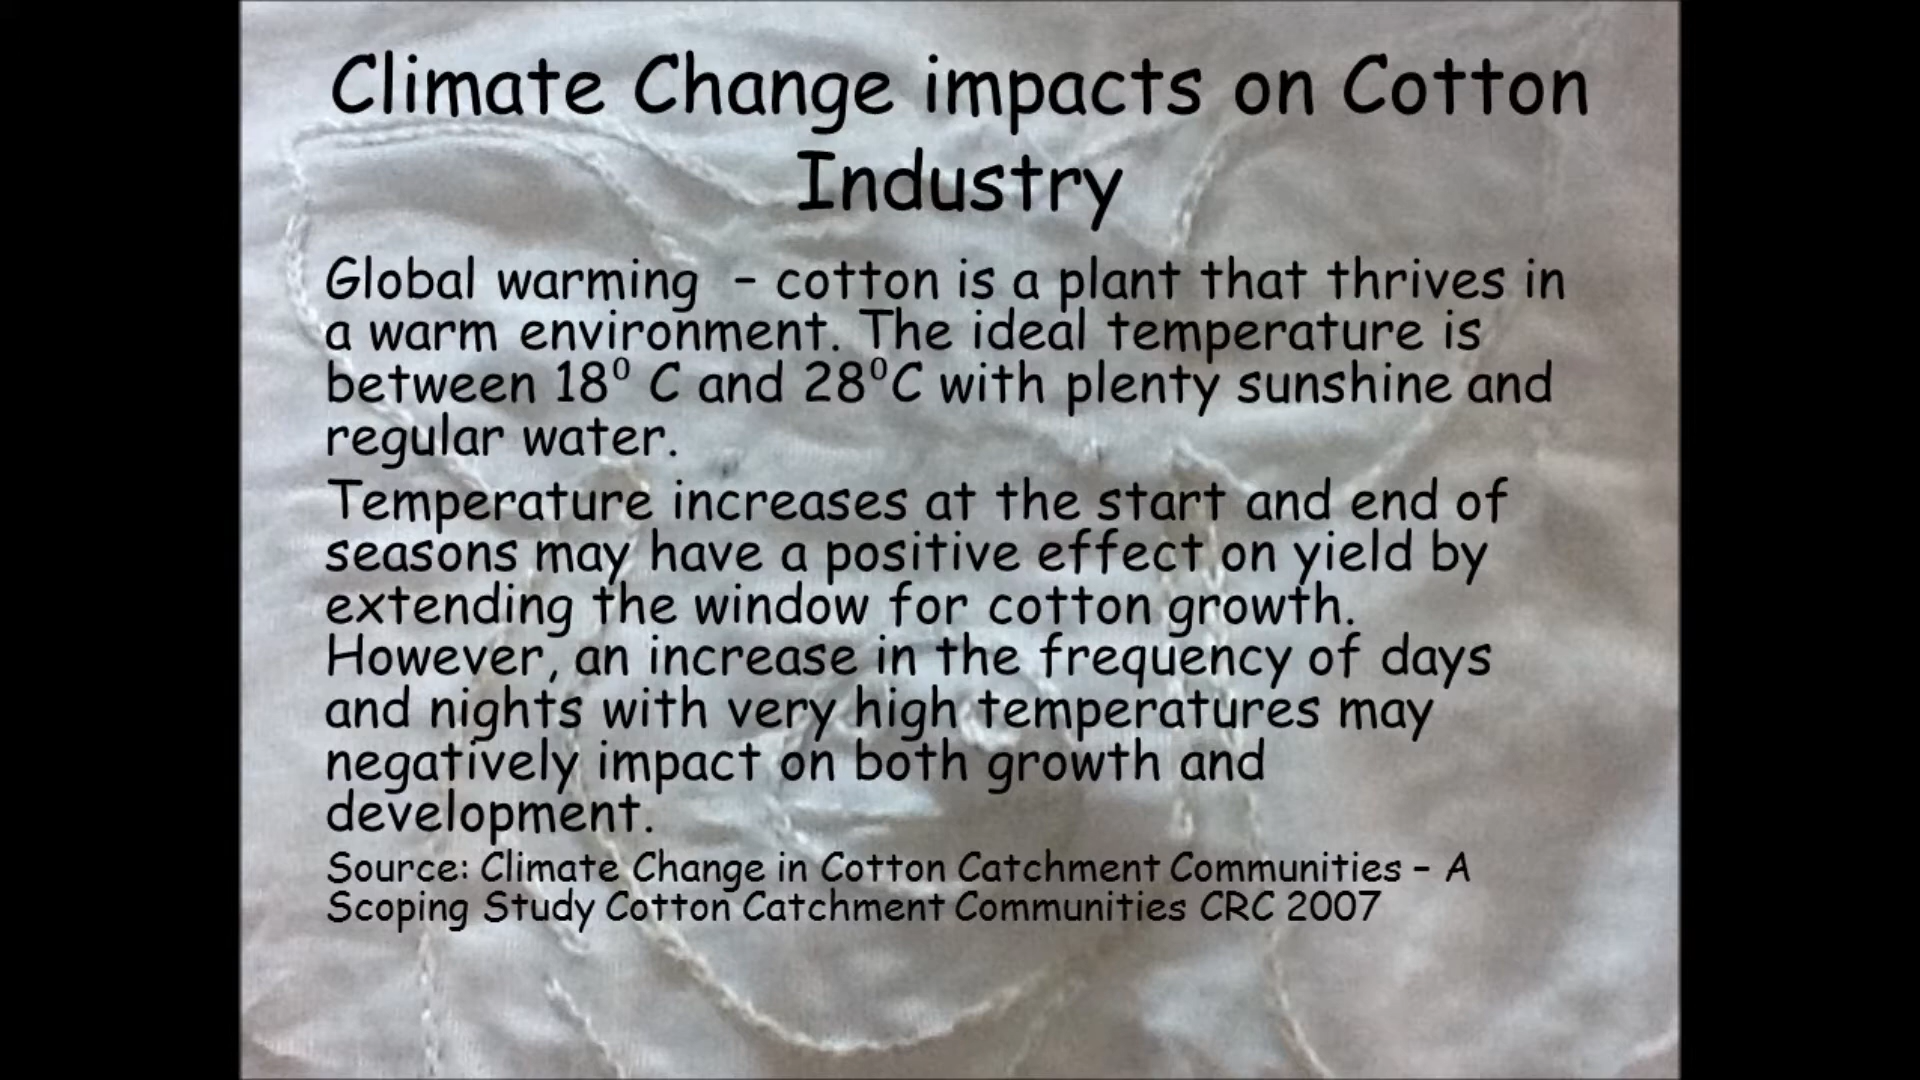 Climate Change impacts on Cotton
Industry
Global warming – cotton is a plant that thrives in
a warm environment. The ideal temperature is
between 18⁰ C and 28⁰C with plenty sunshine and
regular water.
Temperature increases at the start and end of
seasons may have a positive effect on yield by
extending the window for cotton growth.
However, an increase in the frequency of days
and nights with very high temperatures may
negatively impact on both growth and
development.
Source: Climate Change in Cotton Catchment Communities – A
Scoping Study Cotton Catchment Communities CRC 2007